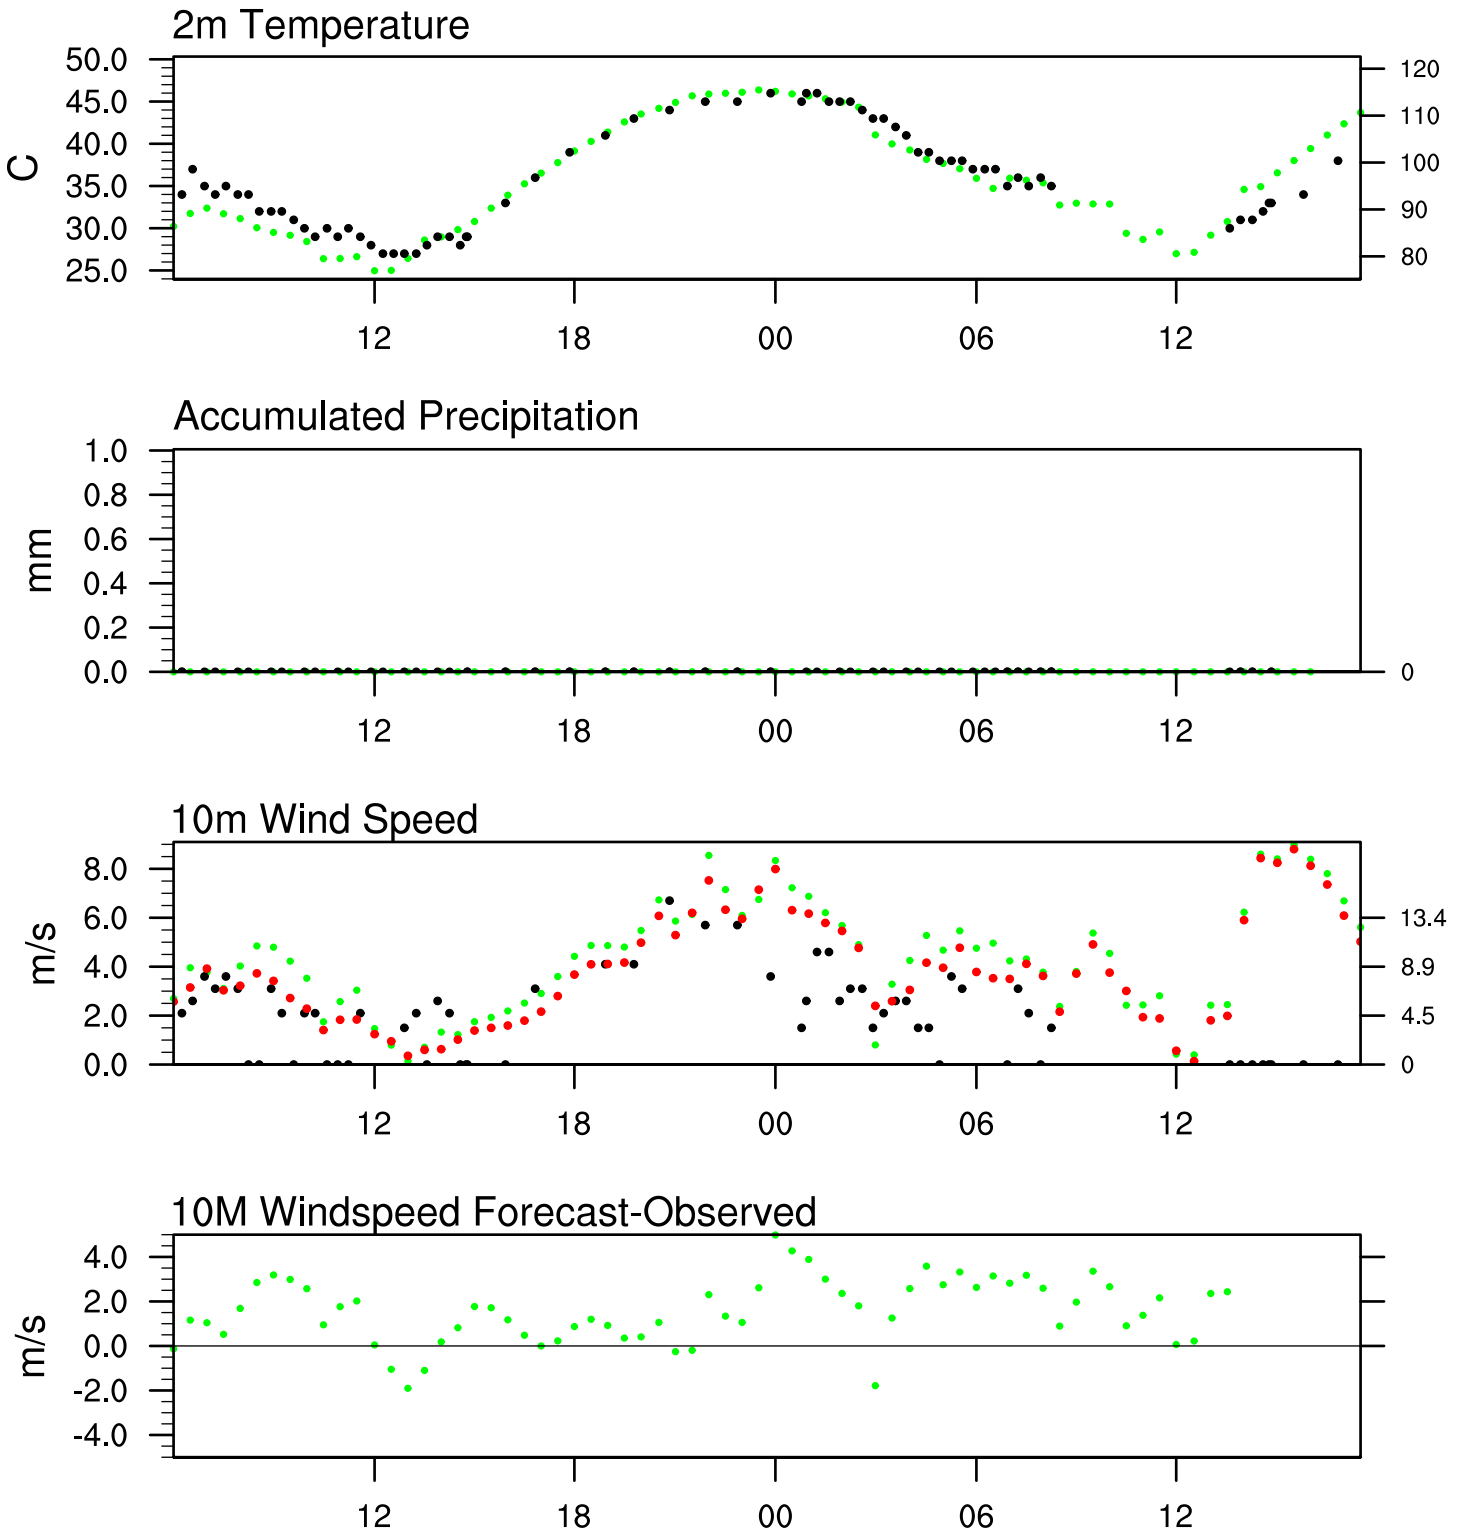 2m Temperature
50.0
45.0
40.0
35.0
30.0
25.0
C
120
110
100
90
80
12 18 00 06 12
Accumulated Precipitation
1.0
0.8
0.6
0.4
0.2
0.0
mm
0
12 18 00 06 12
10m Wind Speed
8.0
6.0
4.0
2.0
0.0
m/s
13.4
8.9
4.5
0
12 18 00 06 12
10M Windspeed Forecast-Observed
4.0
2.0
0.0
-2.0
-4.0
m/s
12 18 00 06 12